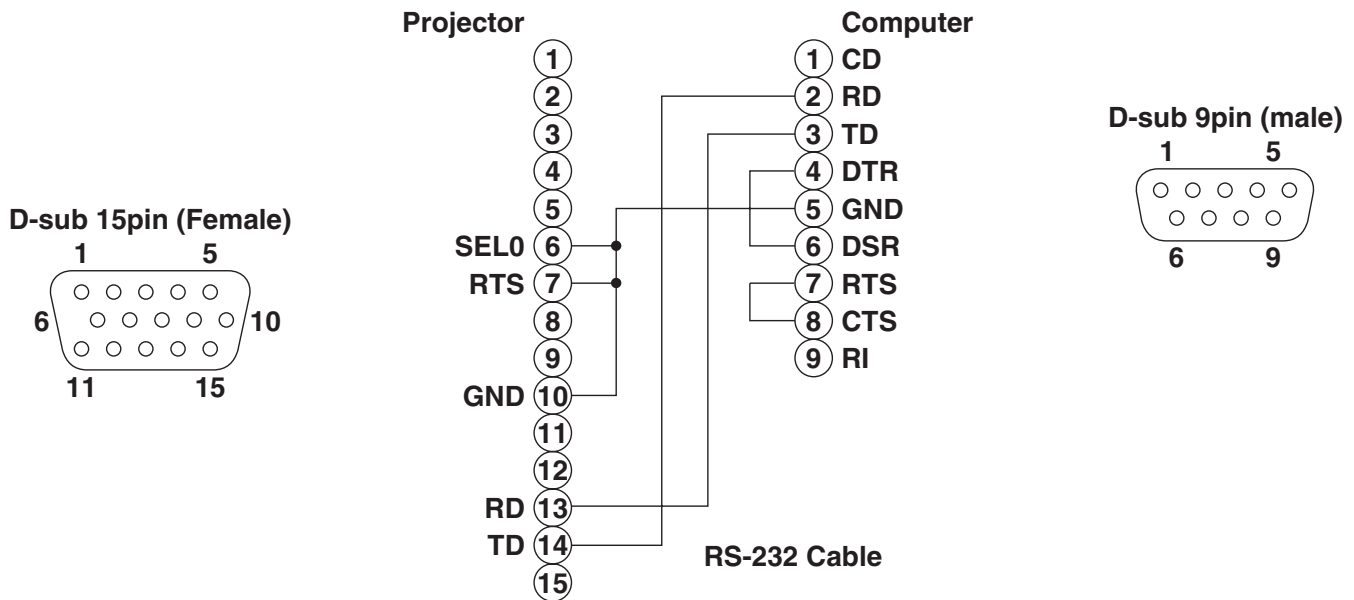 Projector
1
2
3
4
5
SEL0 6
RTS 7
8
9
GND 10
11
12
RD 13
TD 14
15
Computer
1 CD
2 RD
3 TD
4 DTR
5 GND
6 DSR
7 RTS
8 CTS
9 RI
RS-232 Cable
D-sub 15pin (Female)
1 5
6 10
11 15
D-sub 9pin (male)
1 5
6 9